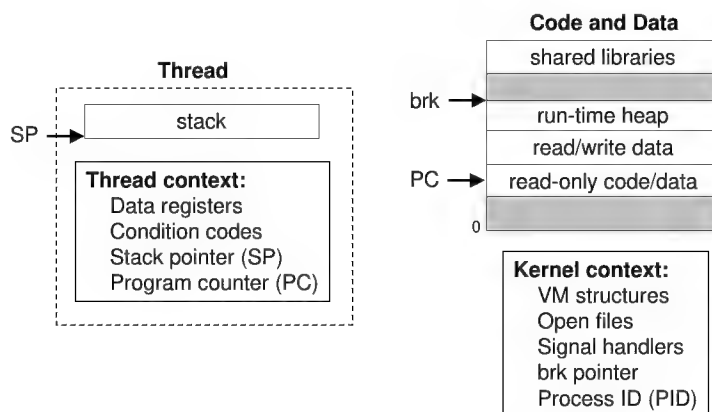 Thread
SP
stack
Thread context:
Data registers
Condition codes
Stack pointer (SP)
Program counter (PC)
Code and Data
shared libraries
brk
run-time heap
read/write data
PC
read-only code/data
0
Kernel context:
VM structures
Open files
Signal handlers
brk pointer
Process ID (PID)